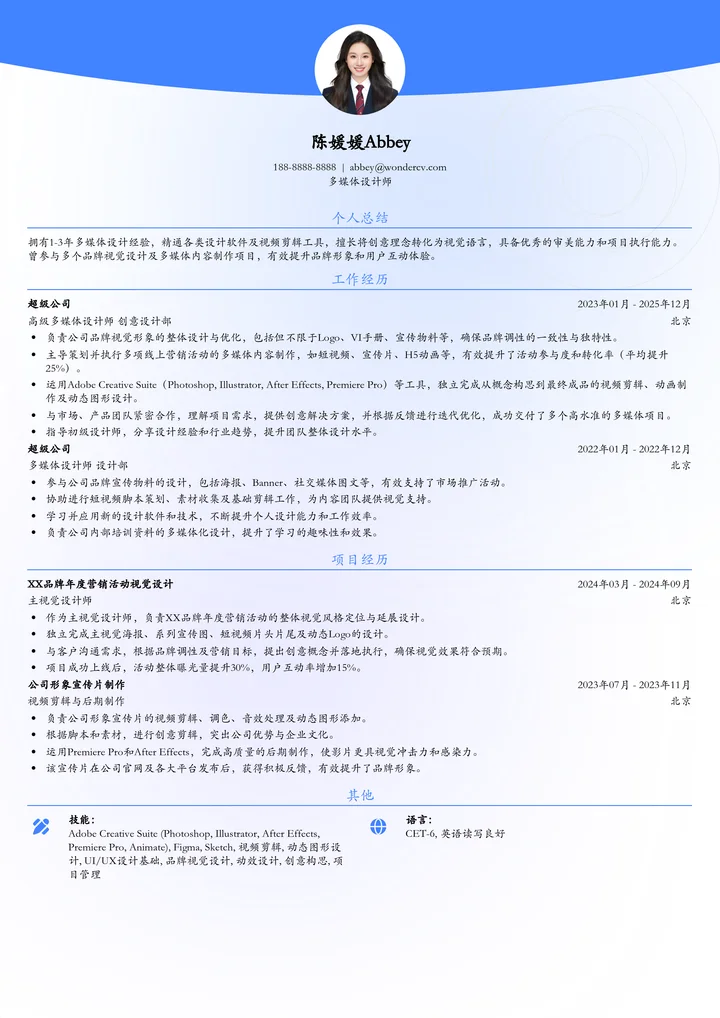 陈媛媛Abbey
188-8888-8888 | abbey@wondercv.com
多媒体设计师
个人总结
拥有1-3年多媒体设计经验，精通各类设计软件及视频剪辑工具，擅长将创意理念转化为视觉语言，具备优秀的审美能力和项目执行能力。
曾参与多个品牌视觉设计及多媒体内容制作项目，有效提升品牌形象和用户互动体验。
工作经历
超级公司 2023年01月 - 2025年12月
高级多媒体设计师 创意设计部 北京
• 负责公司品牌视觉形象的整体设计与优化，包括但不限于Logo、VI手册、宣传物料等，确保品牌调性的一致性与独特性。
• 主导策划并执行多项线上营销活动的多媒体内容制作，如短视频、宣传片、H5动画等，有效提升了活动参与度和转化率（平均提升
25%）。
• 运用Adobe Creative Suite（Photoshop, Illustrator, After Effects, Premiere Pro）等工具，独立完成从概念构思到最终成品的视频剪辑、动画制
作及动态图形设计。
• 与市场、产品团队紧密合作，理解项目需求，提供创意解决方案，并根据反馈进行迭代优化，成功交付了多个高水准的多媒体项目。
• 指导初级设计师，分享设计经验和行业趋势，提升团队整体设计水平。
超级公司 2022年01月 - 2022年12月
多媒体设计师 设计部 北京
• 参与公司品牌宣传物料的设计，包括海报、Banner、社交媒体图文等，有效支持了市场推广活动。
• 协助进行短视频脚本策划、素材收集及基础剪辑工作，为内容团队提供视觉支持。
• 学习并应用新的设计软件和技术，不断提升个人设计能力和工作效率。
• 负责公司内部培训资料的多媒体化设计，提升了学习的趣味性和效果。
项目经历
XX品牌年度营销活动视觉设计 2024年03月 - 2024年09月
主视觉设计师 北京
• 作为主视觉设计师，负责XX品牌年度营销活动的整体视觉风格定位与延展设计。
• 独立完成主视觉海报、系列宣传图、短视频片头片尾及动态Logo的设计。
• 与客户沟通需求，根据品牌调性及营销目标，提出创意概念并落地执行，确保视觉效果符合预期。
• 项目成功上线后，活动整体曝光量提升30%，用户互动率增加15%。
公司形象宣传片制作 2023年07月 - 2023年11月
视频剪辑与后期制作 北京
• 负责公司形象宣传片的视频剪辑、调色、音效处理及动态图形添加。
• 根据脚本和素材，进行创意剪辑，突出公司优势与企业文化。
• 运用Premiere Pro和After Effects，完成高质量的后期制作，使影片更具视觉冲击力和感染力。
• 该宣传片在公司官网及各大平台发布后，获得积极反馈，有效提升了品牌形象。
其他
技能：
Adobe Creative Suite (Photoshop, Illustrator, After Effects,
Premiere Pro, Animate), Figma, Sketch, 视频剪辑, 动态图形设
计, UI/UX设计基础, 品牌视觉设计, 动效设计, 创意构思, 项
目管理
语言：
CET-6, 英语读写良好